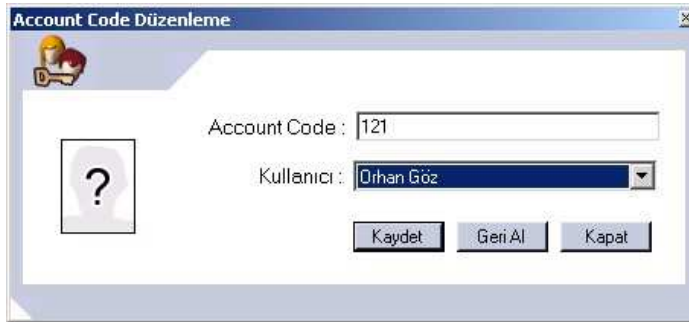 Account Code Düzenleme
Account Code : 121
?
Kullanıcı : Orhan Göz
Kaydet Geri Al Kapat